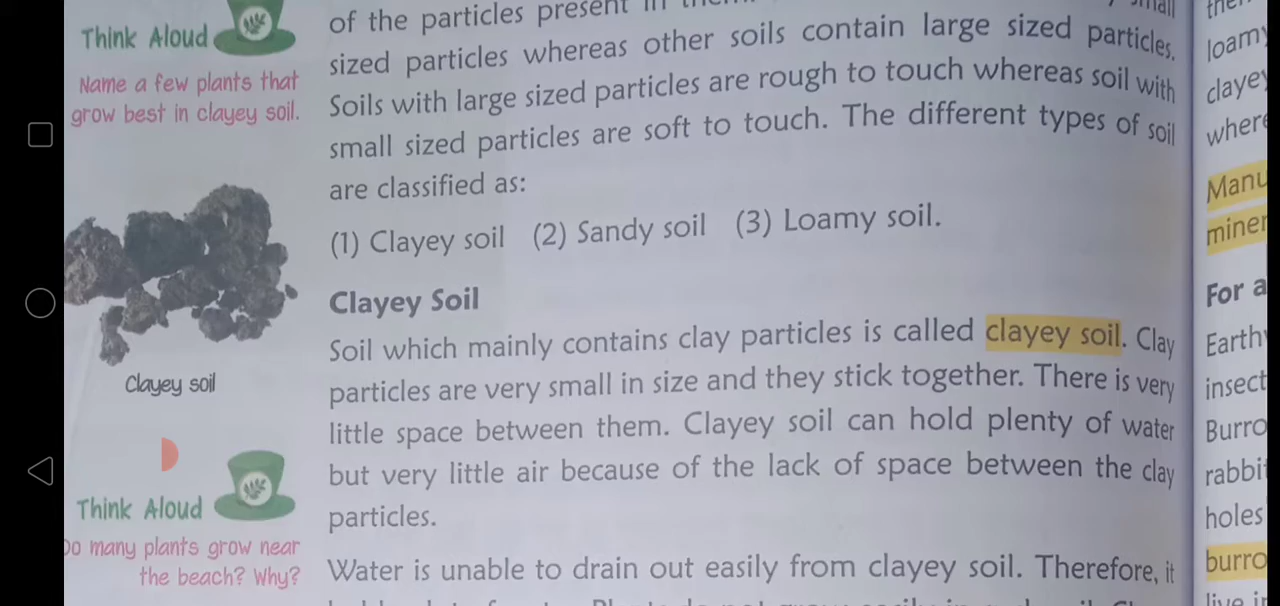 Think Aloud
Name a few plants that
grow best in clayey soil.
Clayey soil
Think Aloud
Do many plants grow near
the beach? Why?
of the particles present in
sized particles whereas other soils contain large sized particles.
Soils with large sized particles are rough to touch whereas soil with
small sized particles are soft to touch. The different types of soil
are classified as:
(1) Clayey soil (2) Sandy soil (3) Loamy soil.
Clayey Soil
Soil which mainly contains clay particles is called clayey soil. Clay
particles are very small in size and they stick together. There is very
little space between them. Clayey soil can hold plenty of water
but very little air because of the lack of space between the clay
particles.
Water is unable to drain out easily from clayey soil. Therefore, it
loamy
clayey
where
Manu
miner
For a
Earth
insect
Burro
rabbi
holes
burro
live in